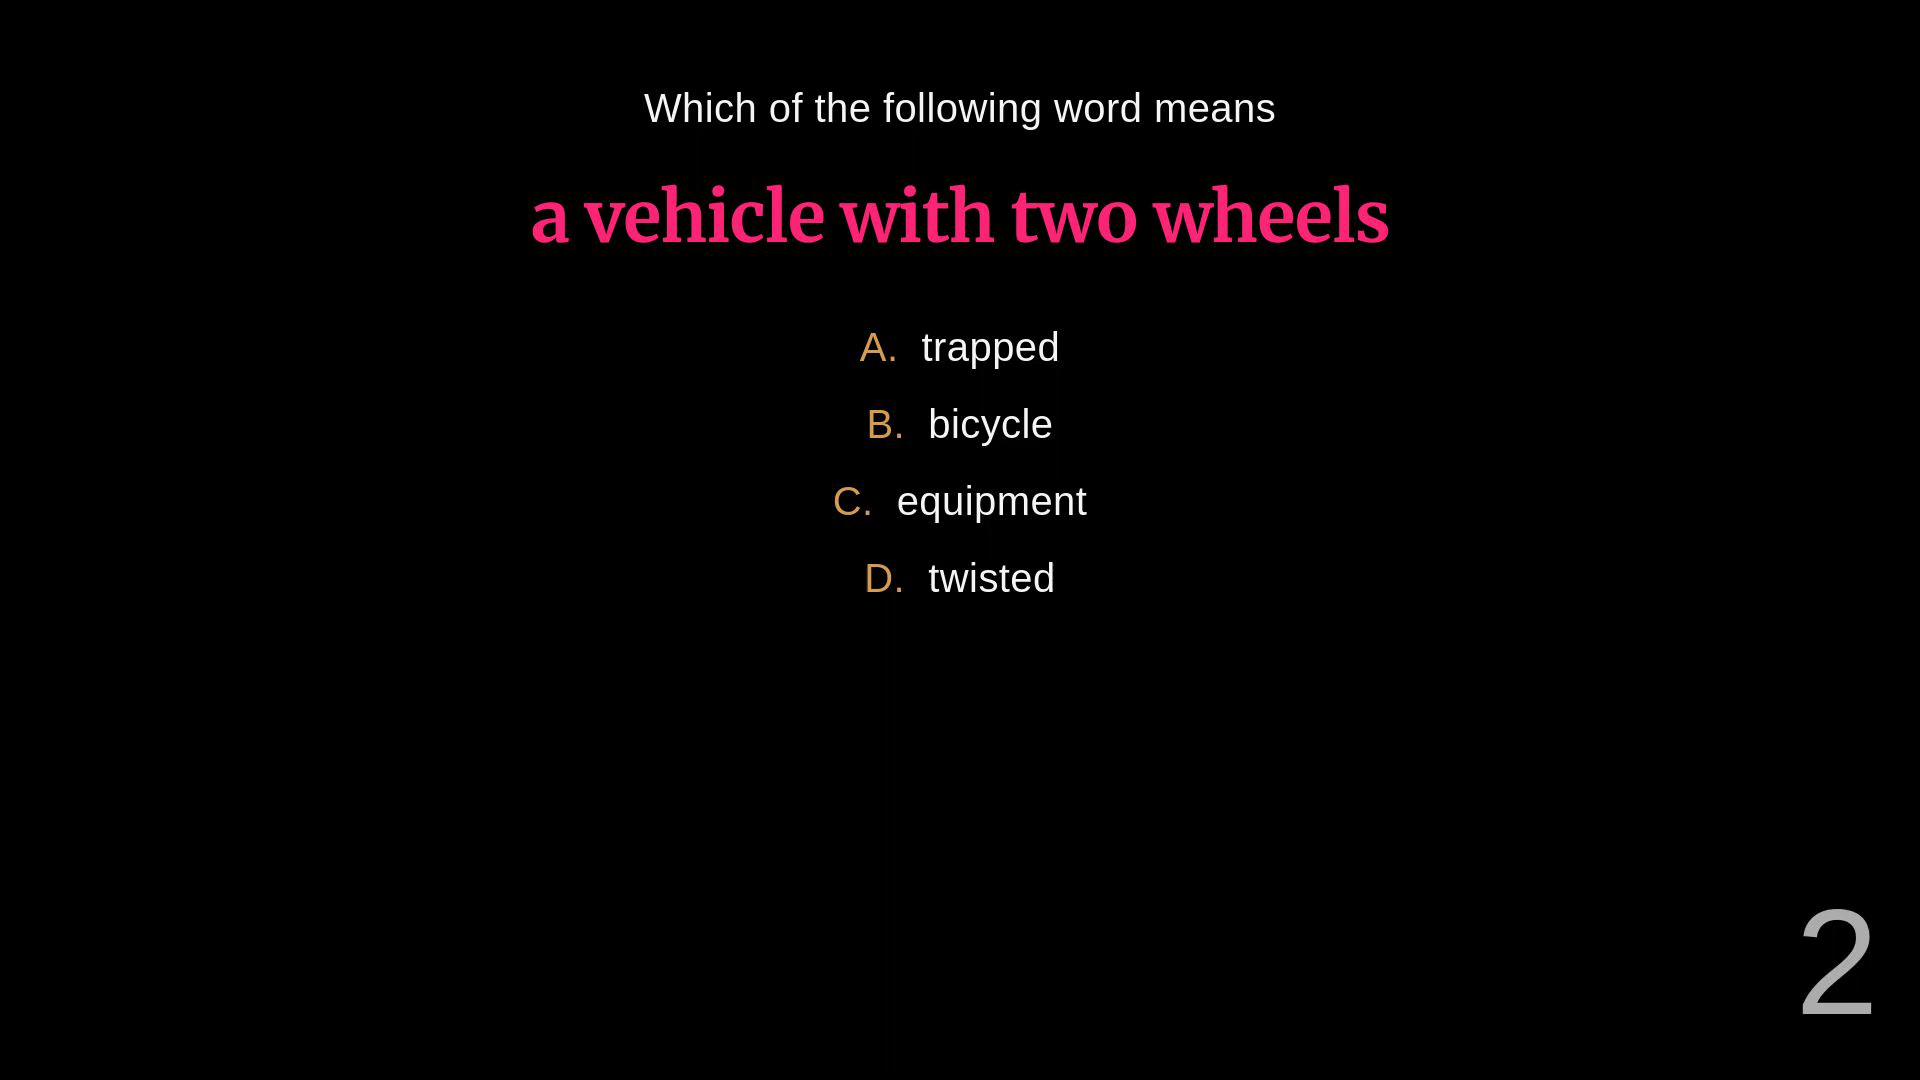 Which of the following word means
a vehicle with two wheels
A. trapped
B. bicycle
C. equipment
D. twisted
2